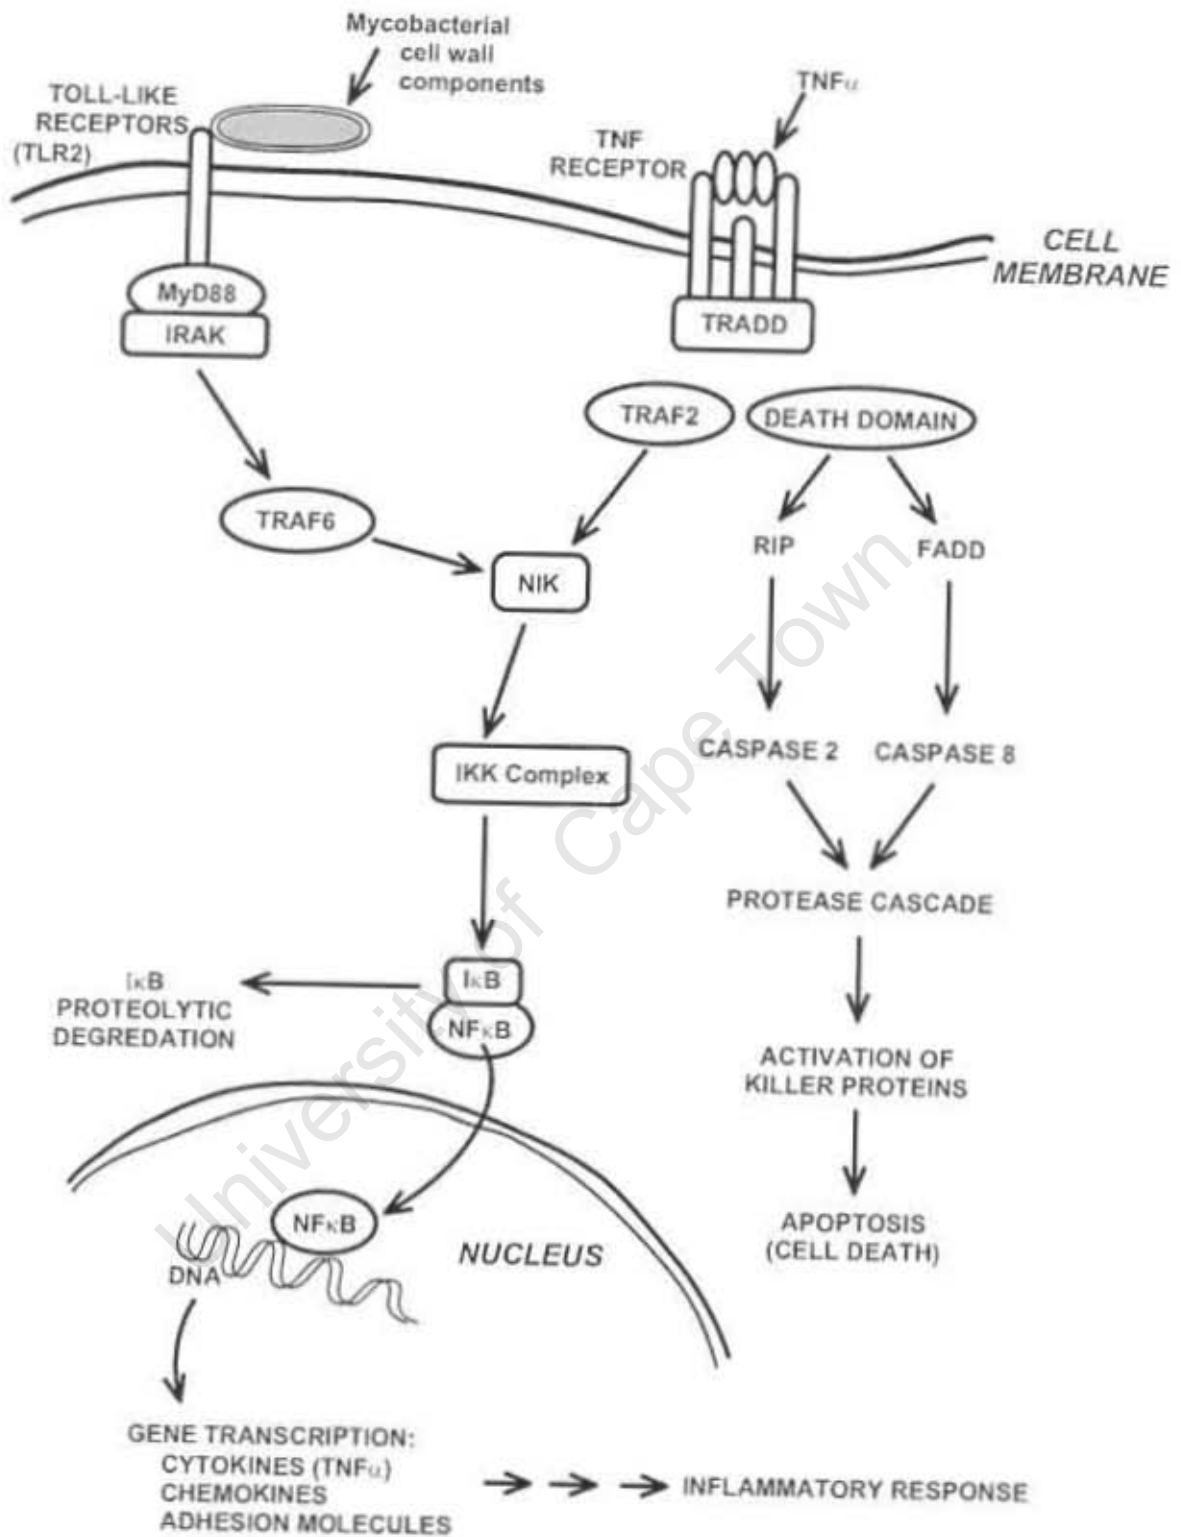 Mycobacterial
cell wall
components
TOLL-LIKE
RECEPTORS
(TLR2)
TNFα
TNF
RECEPTOR
CELL
MEMBRANE
MyD88
IRAK
TRADD
TRAF2
DEATH DOMAIN
TRAF6
RIP
FADD
NIK
CASPASE 2
CASPASE 8
IKK Complex
PROTEASE CASCADE
IκB
IκB
PROTEOLYTIC
DEGREDATION
NFκB
ACTIVATION OF
KILLER PROTEINS
NFκB
NUCLEUS
DNA
APOPTOSIS
(CELL DEATH)
GENE TRANSCRIPTION:
CYTOKINES (TNFα)
CHEMOKINES
ADHESION MOLECULES
INFLAMMATORY RESPONSE
University of Cape Town